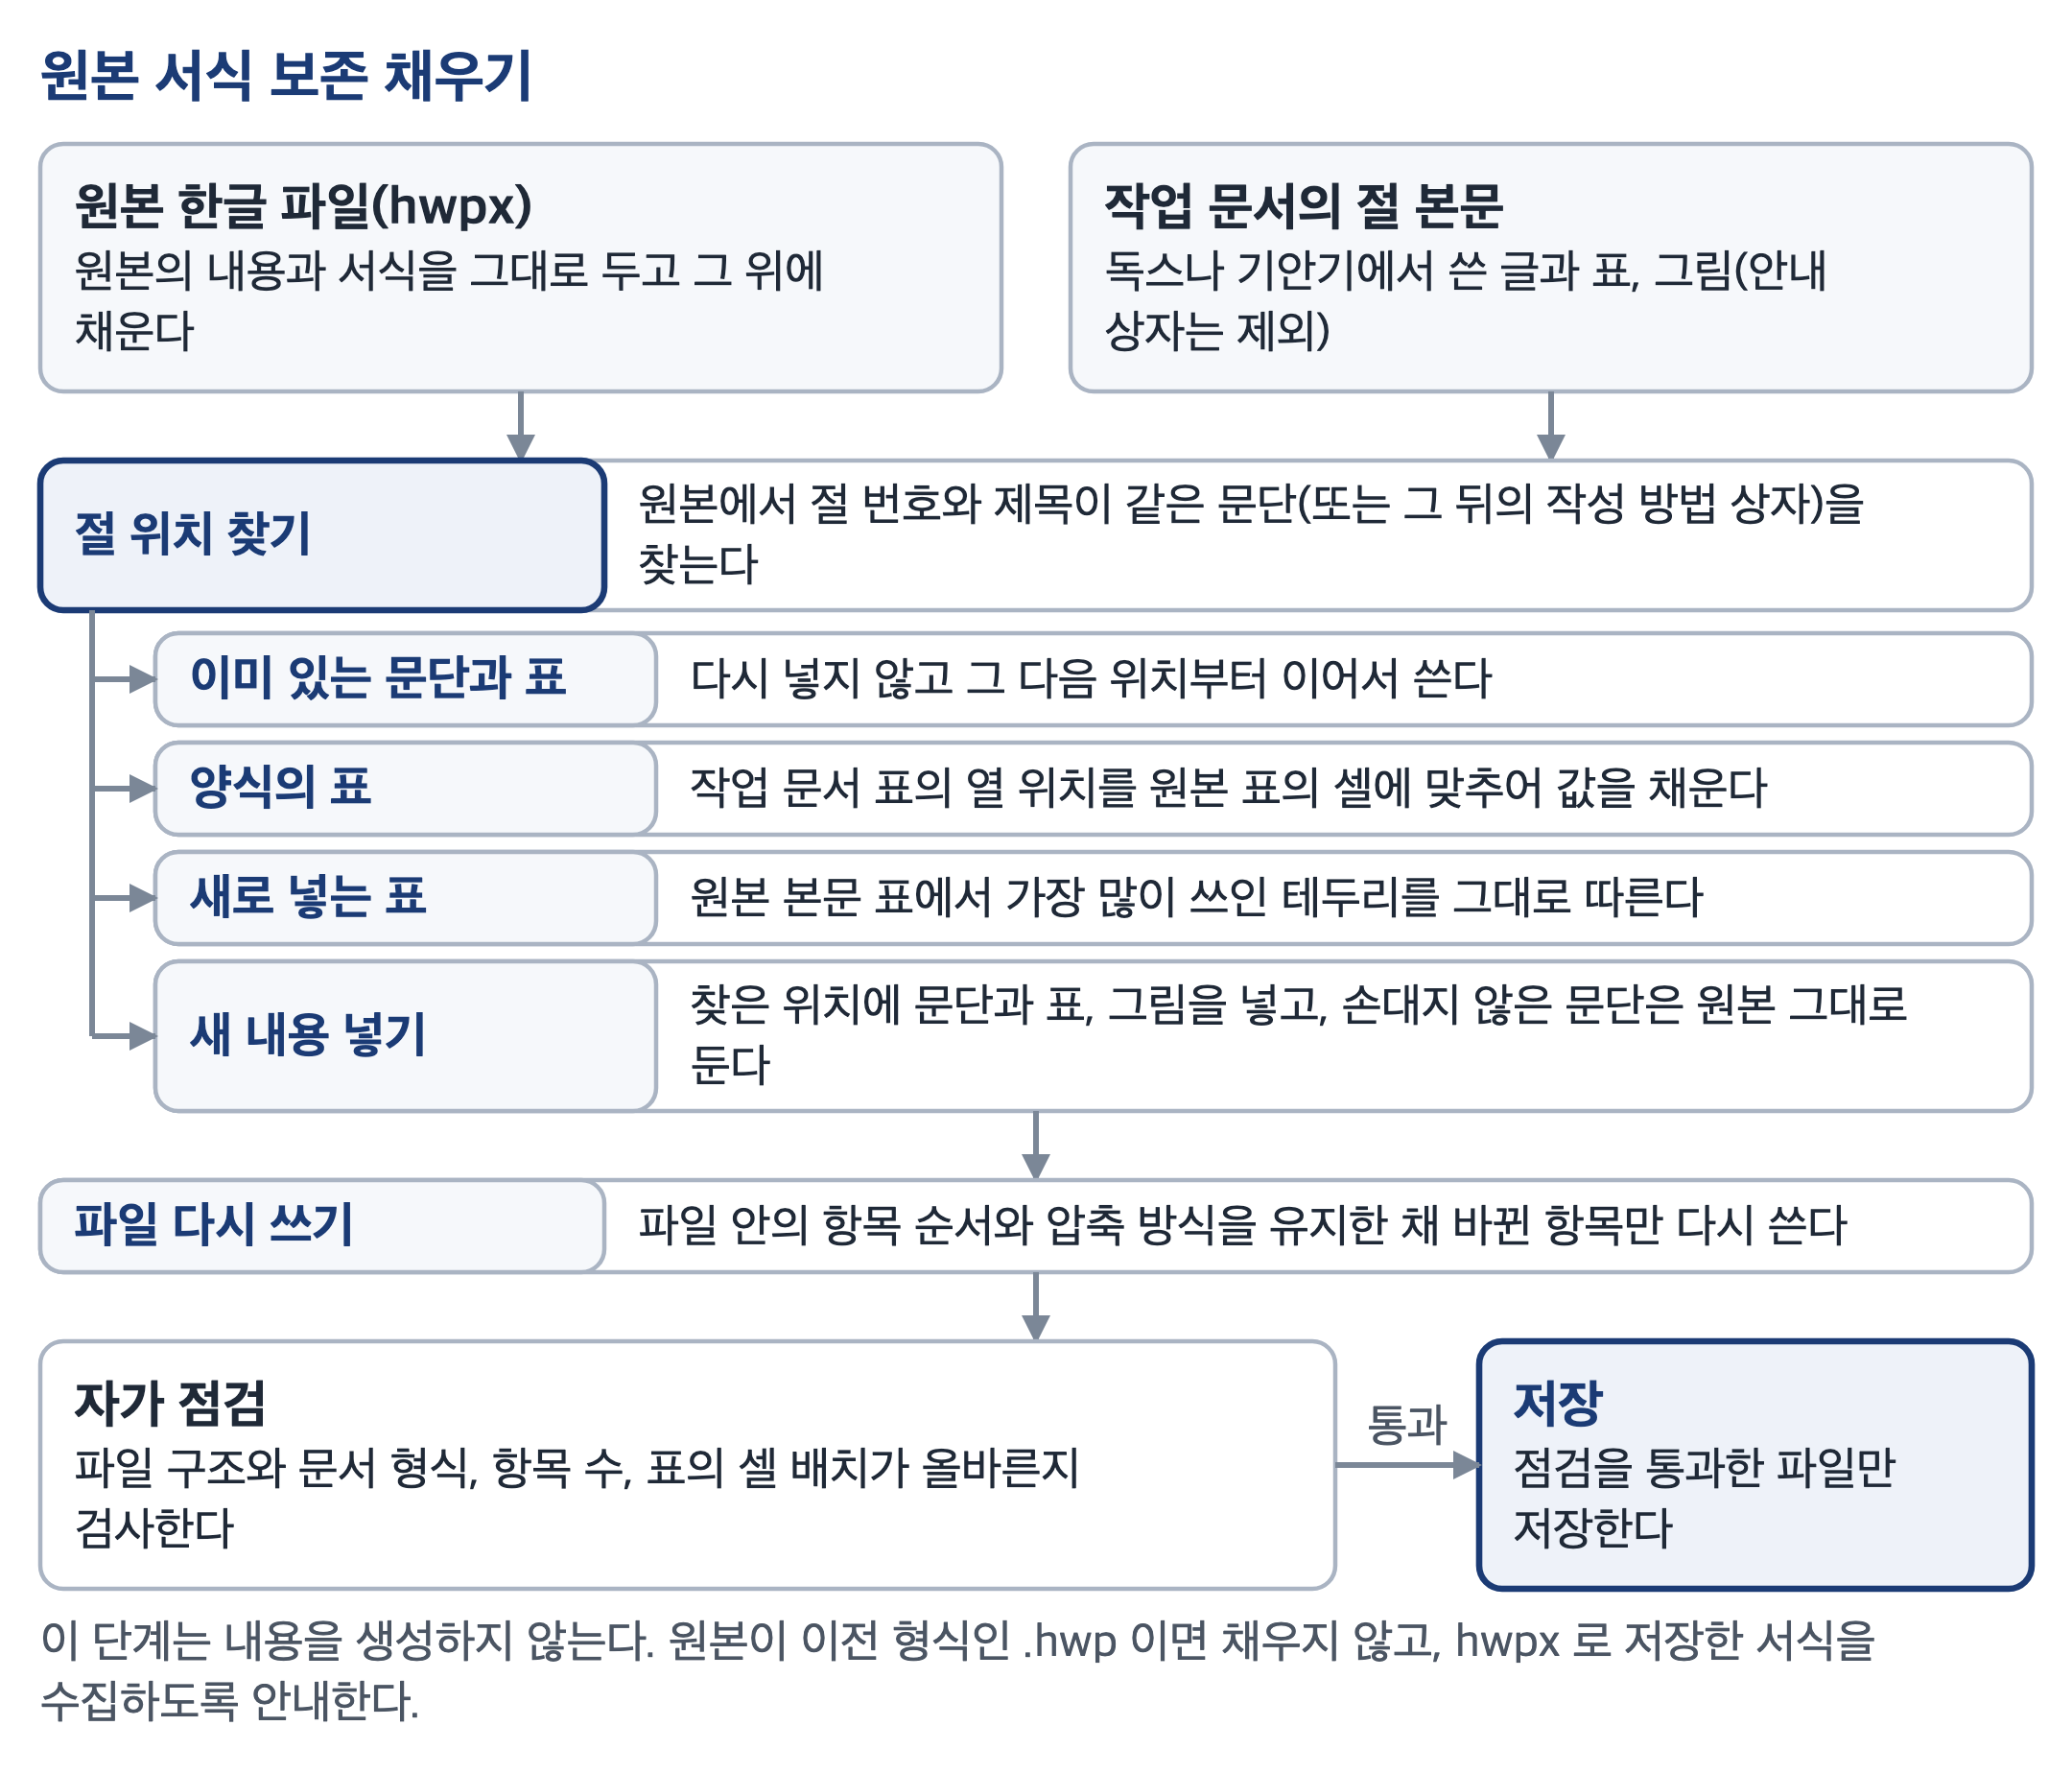 원본 서식 보존 채우기
원본 한글 파일(hwpx)
원본의 내용과 서식을 그대로 두고 그 위에
채운다
작업 문서의 절 본문
독스나 기안기에서 쓴 글과 표, 그림(안내
상자는 제외)
절 위치 찾기
원본에서 절 번호와 제목이 같은 문단(또는 그 뒤의 작성 방법 상자)을
찾는다
이미 있는 문단과 표
다시 넣지 않고 그 다음 위치부터 이어서 쓴다
양식의 표
작업 문서 표의 열 위치를 원본 표의 셀에 맞추어 값을 채운다
새로 넣는 표
원본 본문 표에서 가장 많이 쓰인 테두리를 그대로 따른다
새 내용 넣기
찾은 위치에 문단과 표, 그림을 넣고, 손대지 않은 문단은 원본 그대로
둔다
파일 다시 쓰기
파일 안의 항목 순서와 압축 방식을 유지한 채 바뀐 항목만 다시 쓴다
자가 점검
파일 구조와 문서 형식, 항목 수, 표의 셀 배치가 올바른지
검사한다
통과
저장
점검을 통과한 파일만
저장한다
이 단계는 내용을 생성하지 않는다. 원본이 이전 형식인 .hwp 이면 채우지 않고, hwpx 로 저장한 서식을
수집하도록 안내한다.